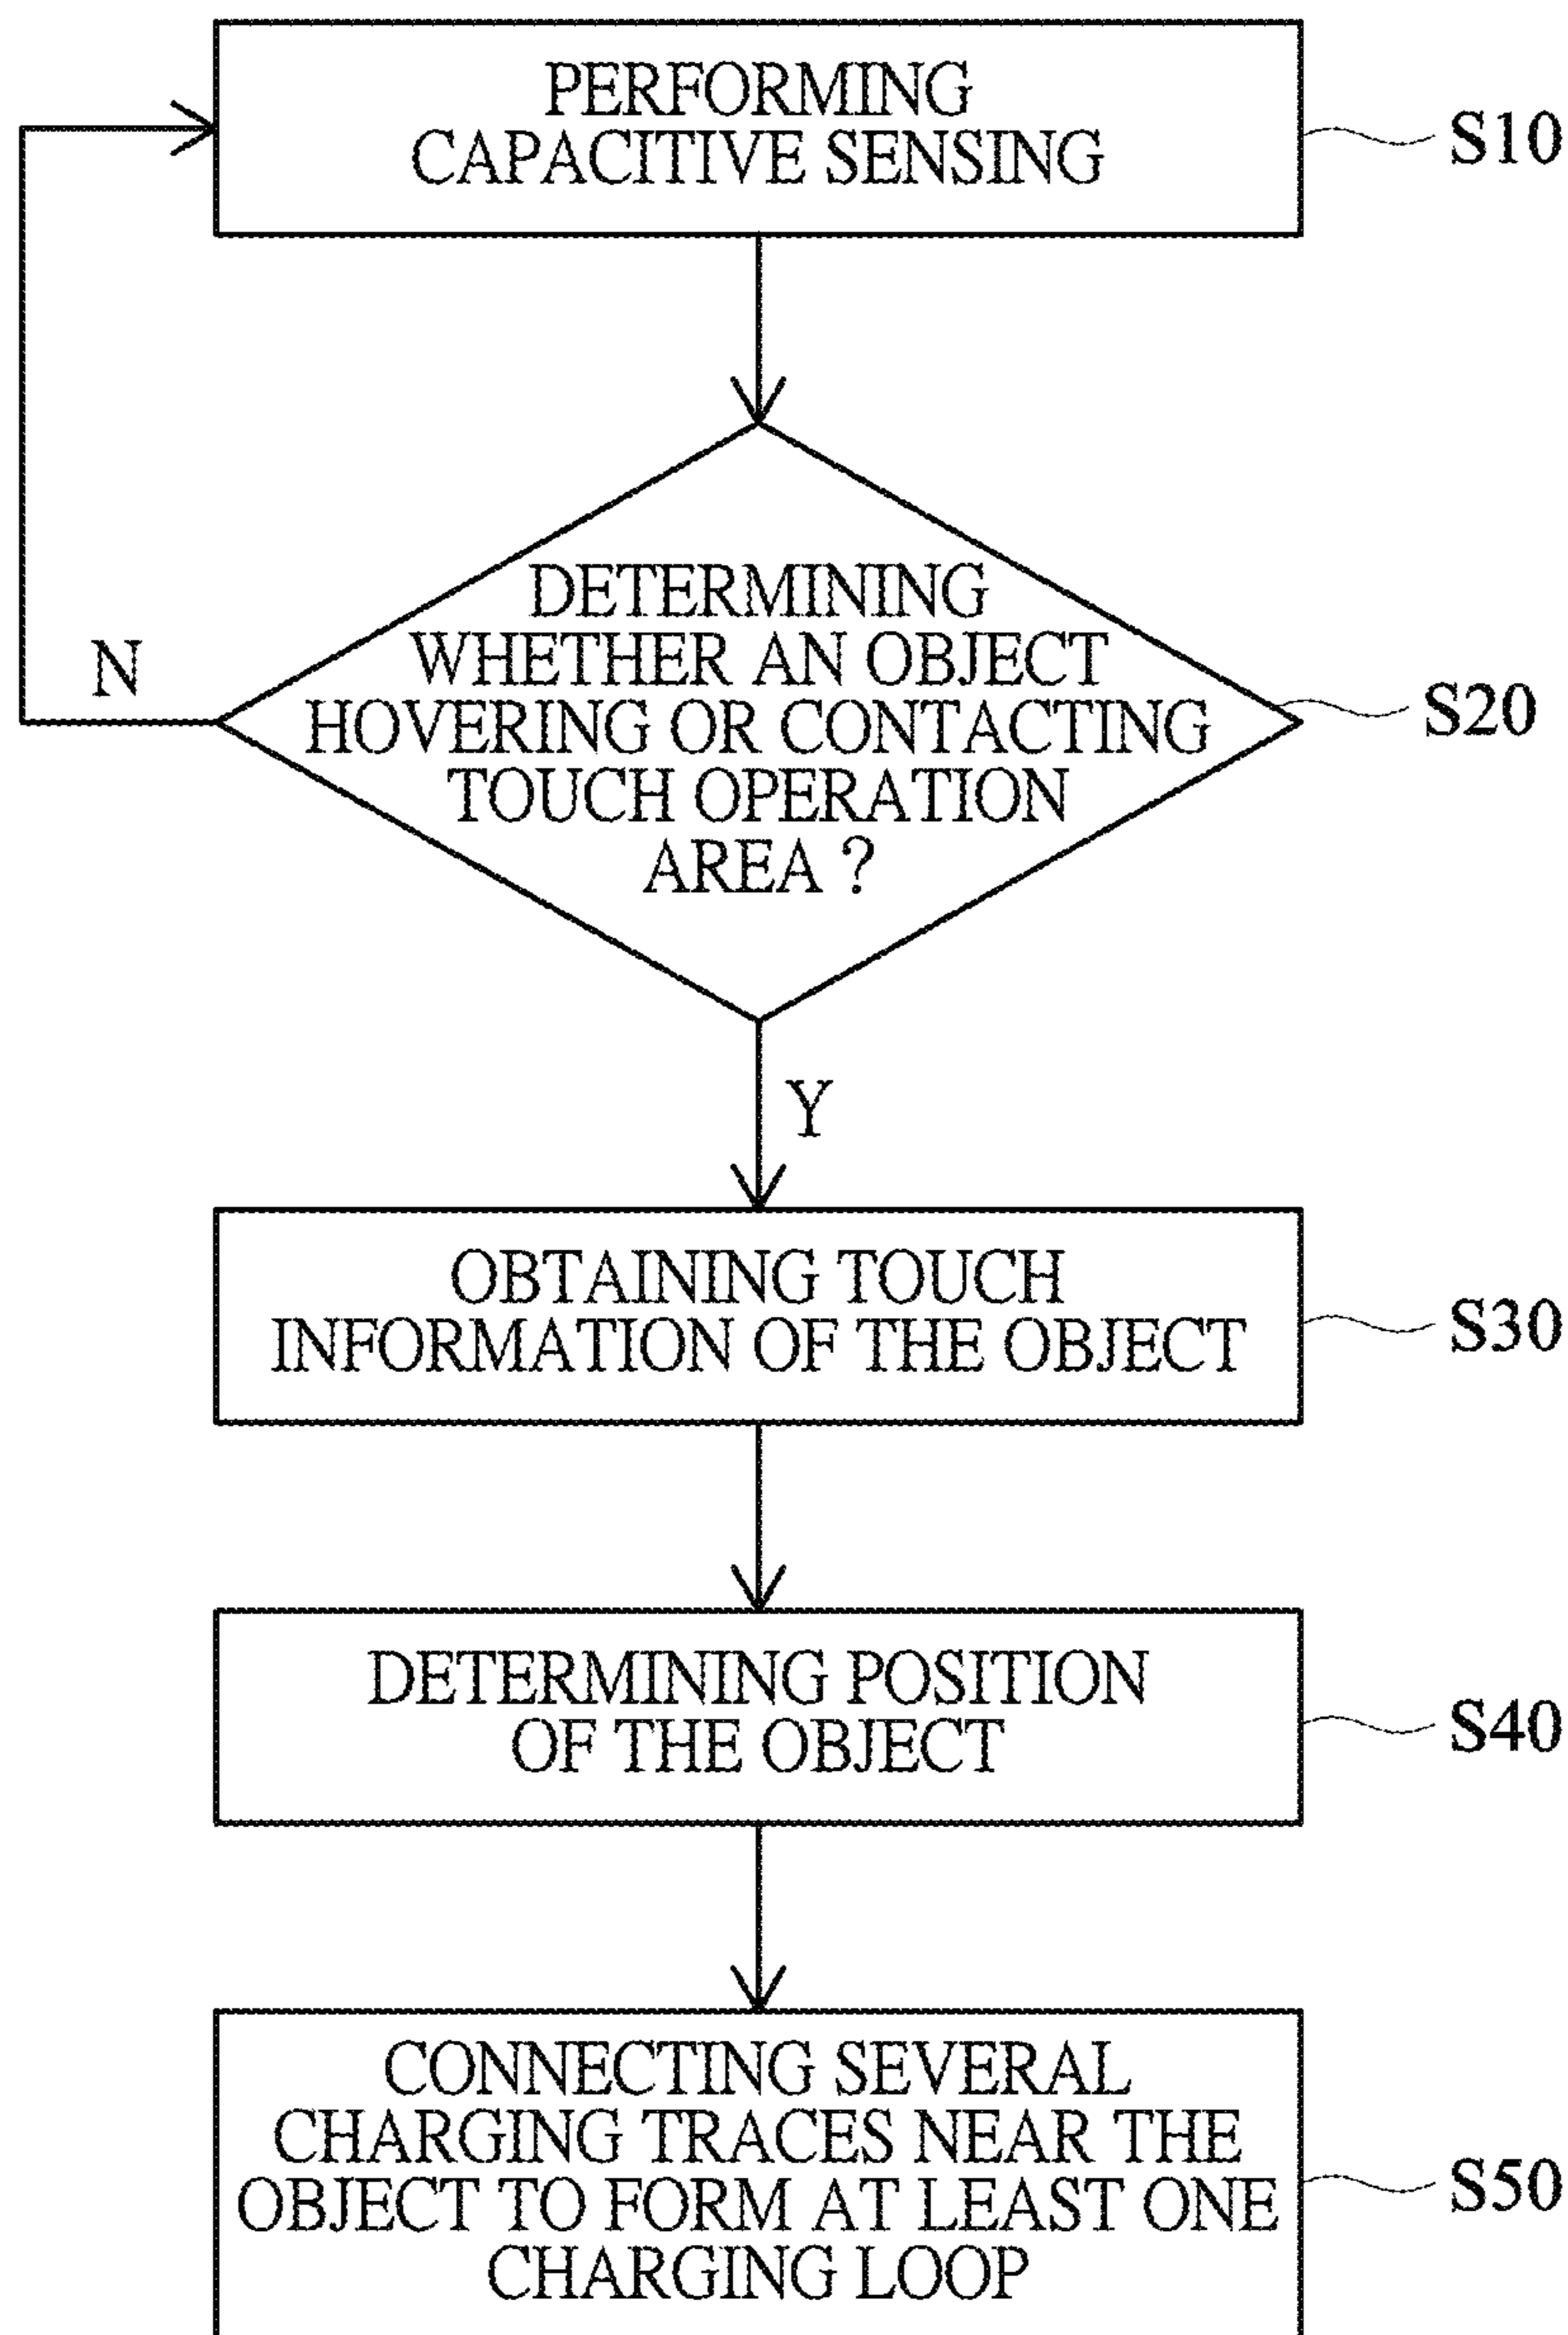 PERFORMING
CAPACITIVE SENSING
S10
DETERMINING
WHETHER AN OBJECT
HOVERING OR CONTACTING
TOUCH OPERATION
AREA ?
S20
N
Y
OBTAINING TOUCH
INFORMATION OF THE OBJECT
S30
DETERMINING POSITION
OF THE OBJECT
S40
CONNECTING SEVERAL
CHARGING TRACES NEAR THE
OBJECT TO FORM AT LEAST ONE
CHARGING LOOP
S50